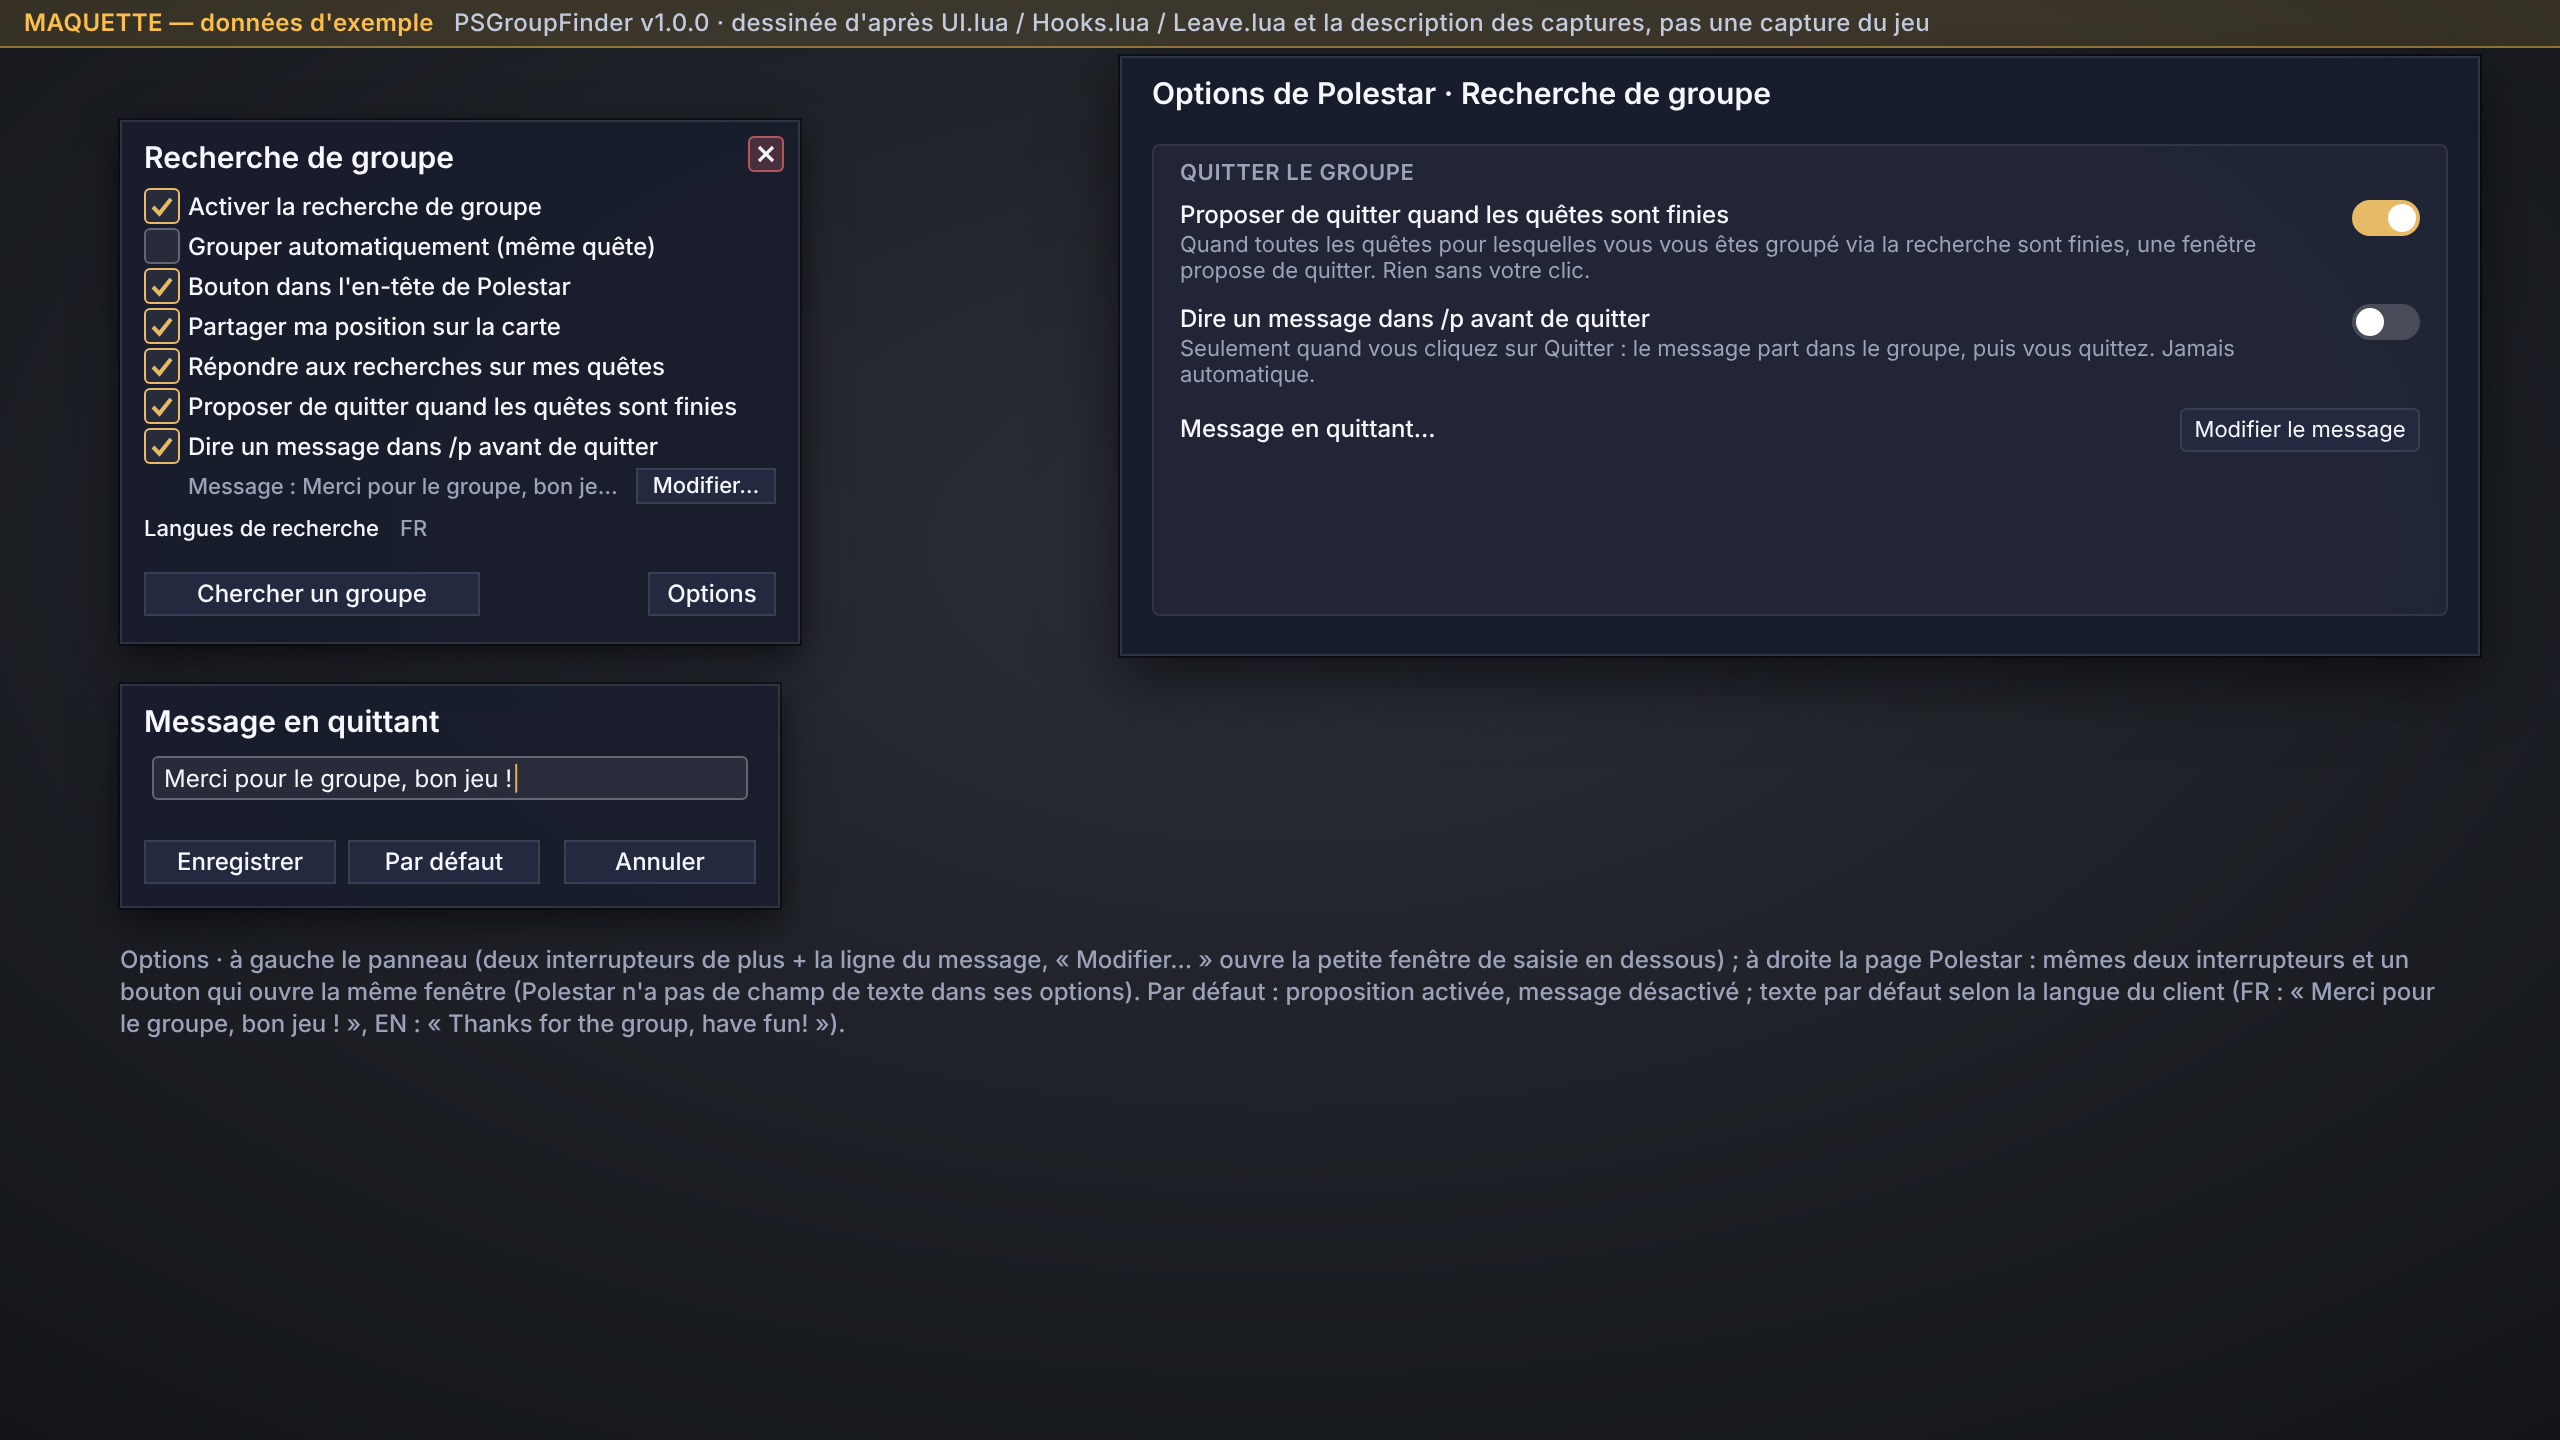 MAQUETTE — données d'exemple PSGroupFinder v1.0.0 · dessinée d'après UI.lua / Hooks.lua / Leave.lua et la description des captures, pas une capture du jeu
Recherche de groupe
Activer la recherche de groupe
Grouper automatiquement (même quête)
Bouton dans l'en-tête de Polestar
Partager ma position sur la carte
Répondre aux recherches sur mes quêtes
Proposer de quitter quand les quêtes sont finies
Dire un message dans /p avant de quitter
Message : Merci pour le groupe, bon je... Modifier...
Langues de recherche FR
Chercher un groupe Options
Options de Polestar · Recherche de groupe
QUITTER LE GROUPE
Proposer de quitter quand les quêtes sont finies
Quand toutes les quêtes pour lesquelles vous vous êtes groupé via la recherche sont finies, une fenêtre
propose de quitter. Rien sans votre clic.
Dire un message dans /p avant de quitter
Seulement quand vous cliquez sur Quitter : le message part dans le groupe, puis vous quittez. Jamais
automatique.
Message en quittant... Modifier le message
Message en quittant
Merci pour le groupe, bon jeu !
Enregistrer Par défaut Annuler
Options · à gauche le panneau (deux interrupteurs de plus + la ligne du message, « Modifier... » ouvre la petite fenêtre de saisie en dessous) ; à droite la page Polestar : mêmes deux interrupteurs et un
bouton qui ouvre la même fenêtre (Polestar n'a pas de champ de texte dans ses options). Par défaut : proposition activée, message désactivé ; texte par défaut selon la langue du client (FR : « Merci pour
le groupe, bon jeu ! », EN : « Thanks for the group, have fun! »).